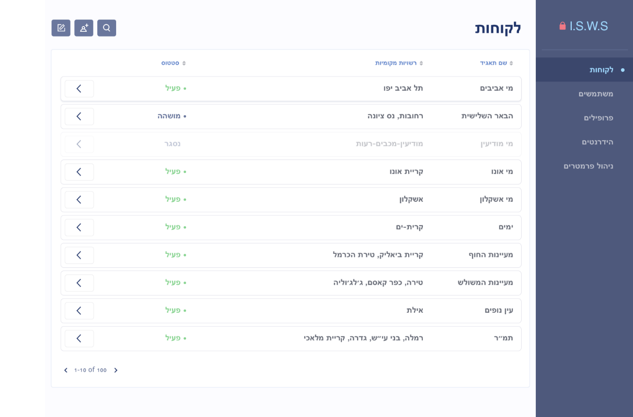 I.S.W.S
לקוחות
משתמשים
פרופילים
הידרנטים
ניהול פרמטרים
לקוחות
שם תאגיד רשויות מקומיות סטטוס
מי אביבים תל אביב יפו פעיל
הבאר השלישית רחובות, נס ציונה מושהה
מי מודיעין מודיעין-מכבים-רעות נסגר
מי אונו קריית אונו פעיל
מי אשקלון אשקלון פעיל
ימים קרית-ים פעיל
מעיינות החוף קריית ביאליק, טירת הכרמל פעיל
מעיינות המשולש טירה, כפר קאסם, ג'לג'וליה פעיל
עין נופים אילת פעיל
תמ״ר רמלה, בני עי״ש, גדרה, קריית מלאכי פעיל
1-10 of 100